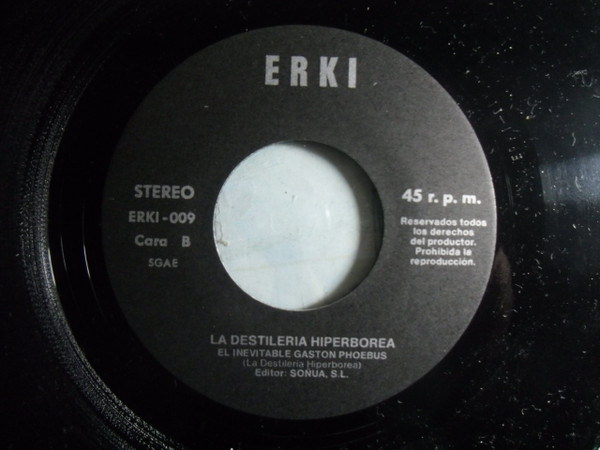 ERKI
STEREO
ERKI-009
Cara B
SGAE
45 r. p. m.
Reservados todos
los derechos
del productor.
Prohibida la
reproducción.
LA DESTILERIA HIPERBOREA
EL INEVITABLE GASTON PHOEBUS
(La Destileria Hiperborea)
Editor: SOÑUA, S.L.